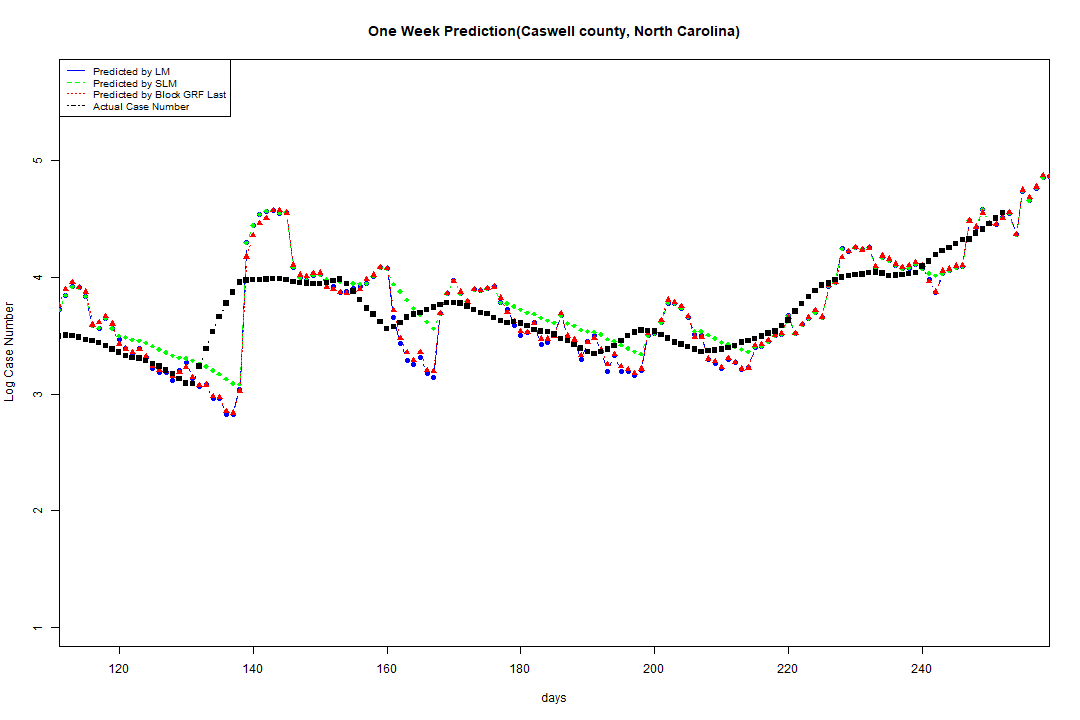 One Week Prediction(Caswell county, North Carolina)
Predicted by LM
Predicted by SLM
Predicted by Block GRF Last
Actual Case Number
5
4
3
2
1
Log Case Number
120 140 160 180 200 220 240
days